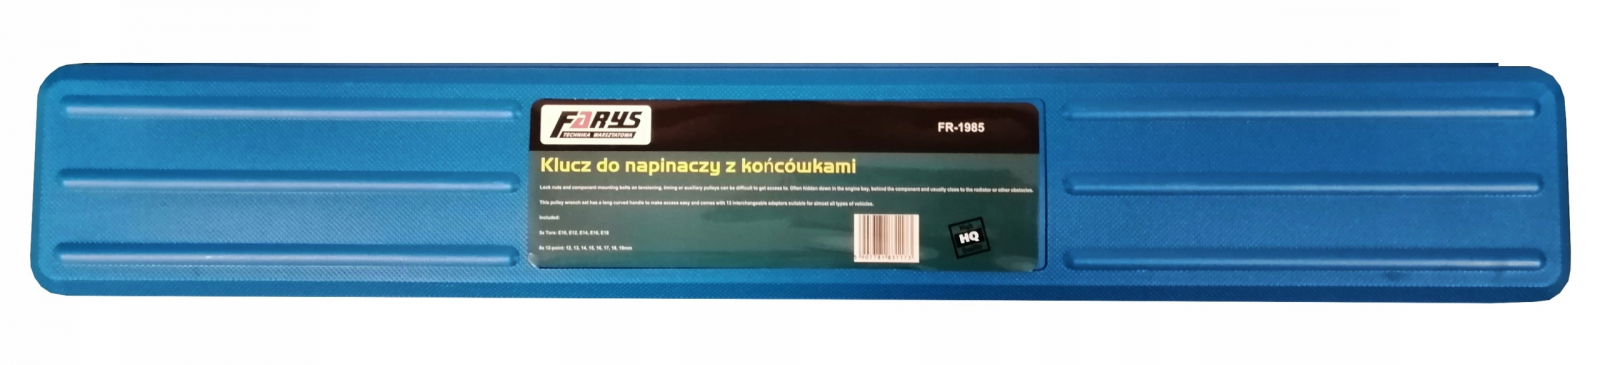 FARYS
TECHNIKA WARSZTATOWA
FR-1985
Klucz do napinaczy z końcówkami
Lock nuts and component mounting bolts on tensioning, timing or auxiliary pulleys can be difficult to get access to. Often hidden down in the engine bay, behind the component and usually close to the radiator or other obstacles.
This pulley wrench set has a long curved handle to make access easy and comes with 13 interchangeable adaptors suitable for almost all types of vehicles.
Included:
5x Torx: E10, E12, E14, E16, E18
8x 12-point: 12, 13, 14, 15, 16, 17, 18, 19mm
HQ